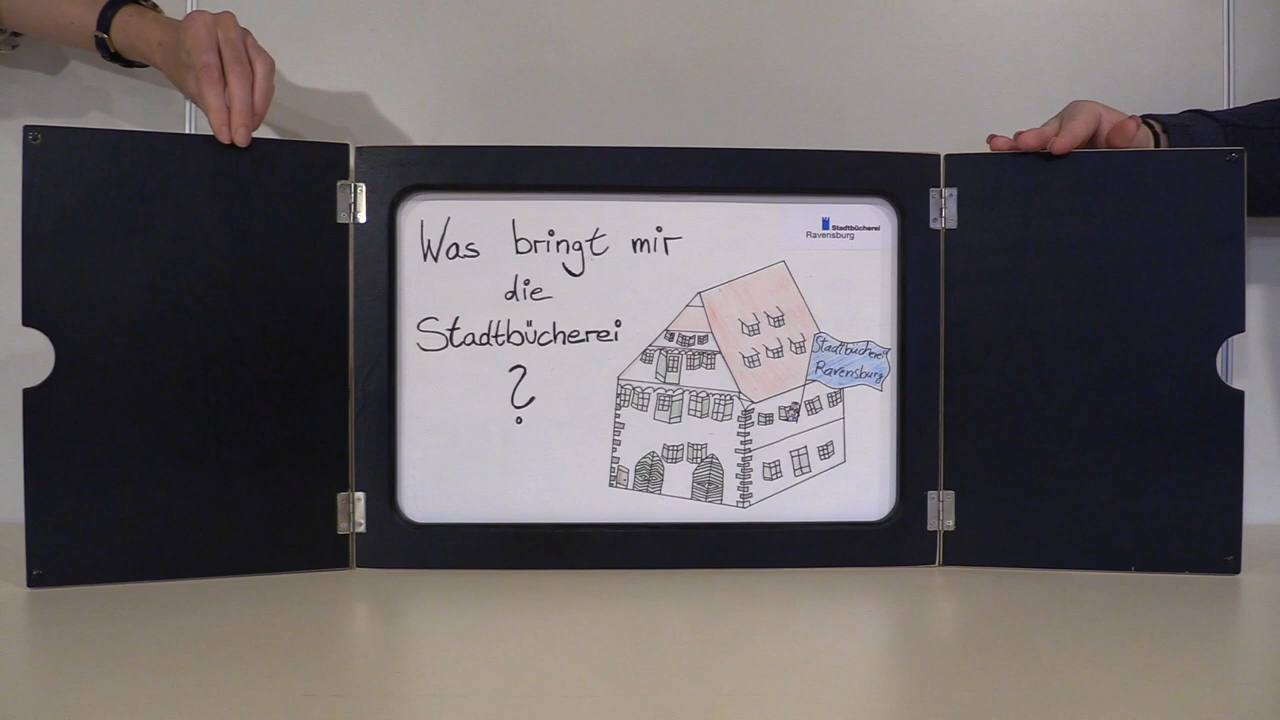 Was bringt mir
die
Stadtbücherei
?
Stadtbücherei
Ravensburg
Stadtbücherei
Ravensburg